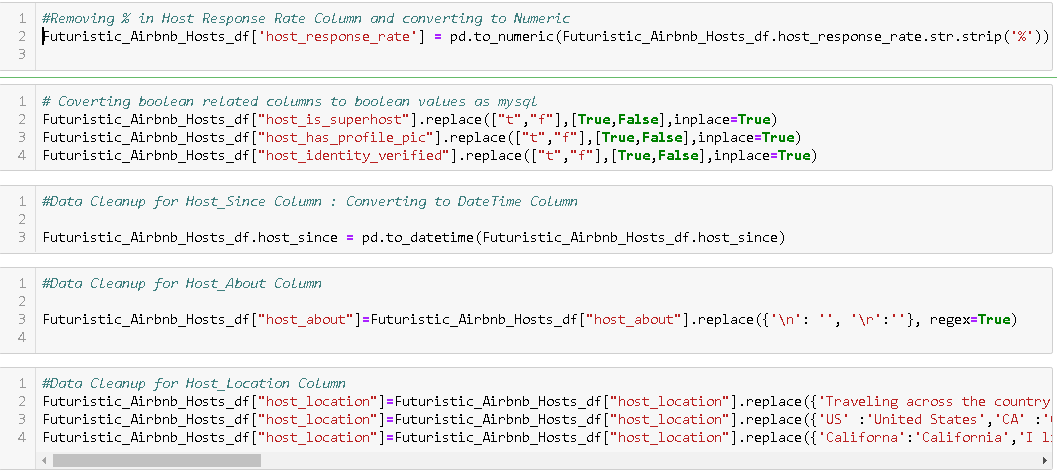 1 #Removing % in Host Response Rate Column and converting to Numeric
2 Futuristic_Airbnb_Hosts_df['host_response_rate'] = pd.to_numeric(Futuristic_Airbnb_Hosts_df.host_response_rate.str.strip('%'))
3
1 # Coverting boolean related columns to boolean values as mysql
2 Futuristic_Airbnb_Hosts_df["host_is_superhost"].replace(["t","f"],[True,False],inplace=True)
3 Futuristic_Airbnb_Hosts_df["host_has_profile_pic"].replace(["t","f"],[True,False],inplace=True)
4 Futuristic_Airbnb_Hosts_df["host_identity_verified"].replace(["t","f"],[True,False],inplace=True)
1 #Data Cleanup for Host_Since Column : Converting to DateTime Column
2
3 Futuristic_Airbnb_Hosts_df.host_since = pd.to_datetime(Futuristic_Airbnb_Hosts_df.host_since)
1 #Data Cleanup for Host_About Column
2
3 Futuristic_Airbnb_Hosts_df["host_about"]=Futuristic_Airbnb_Hosts_df["host_about"].replace({'\n': '', '\r':''}, regex=True)
4
1 #Data Cleanup for Host_Location Column
2 Futuristic_Airbnb_Hosts_df["host_location"]=Futuristic_Airbnb_Hosts_df["host_location"].replace({'Traveling across the country
3 Futuristic_Airbnb_Hosts_df["host_location"]=Futuristic_Airbnb_Hosts_df["host_location"].replace({'US' :'United States','CA' :'
4 Futuristic_Airbnb_Hosts_df["host_location"]=Futuristic_Airbnb_Hosts_df["host_location"].replace({'Californa':'California','I